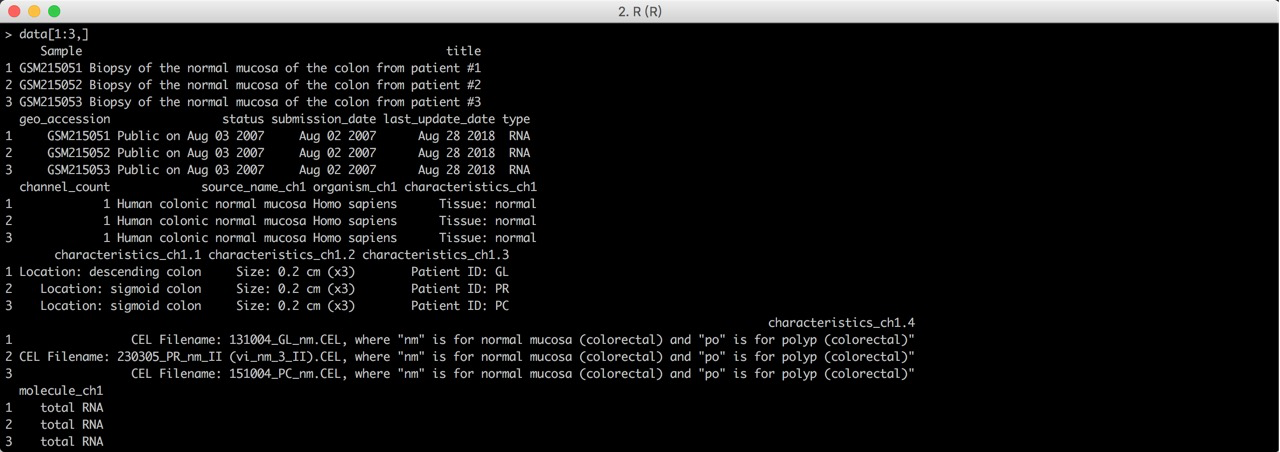 2. R (R)
> data[1:3,]
Sample title
1 GSM215051 Biopsy of the normal mucosa of the colon from patient #1
2 GSM215052 Biopsy of the normal mucosa of the colon from patient #2
3 GSM215053 Biopsy of the normal mucosa of the colon from patient #3
geo_accession status submission_date last_update_date type
1 GSM215051 Public on Aug 03 2007 Aug 02 2007 Aug 28 2018 RNA
2 GSM215052 Public on Aug 03 2007 Aug 02 2007 Aug 28 2018 RNA
3 GSM215053 Public on Aug 03 2007 Aug 02 2007 Aug 28 2018 RNA
channel_count source_name_ch1 organism_ch1 characteristics_ch1
1 1 Human colonic normal mucosa Homo sapiens Tissue: normal
2 1 Human colonic normal mucosa Homo sapiens Tissue: normal
3 1 Human colonic normal mucosa Homo sapiens Tissue: normal
characteristics_ch1.1 characteristics_ch1.2 characteristics_ch1.3
1 Location: descending colon Size: 0.2 cm (x3) Patient ID: GL
2 Location: sigmoid colon Size: 0.2 cm (x3) Patient ID: PR
3 Location: sigmoid colon Size: 0.2 cm (x3) Patient ID: PC
characteristics_ch1.4
1 CEL Filename: 131004_GL_nm.CEL, where "nm" is for normal mucosa (colorectal) and "po" is for polyp (colorectal)"
2 CEL Filename: 230305_PR_nm_II (vi_nm_3_II).CEL, where "nm" is for normal mucosa (colorectal) and "po" is for polyp (colorectal)"
3 CEL Filename: 151004_PC_nm.CEL, where "nm" is for normal mucosa (colorectal) and "po" is for polyp (colorectal)"
molecule_ch1
1 total RNA
2 total RNA
3 total RNA